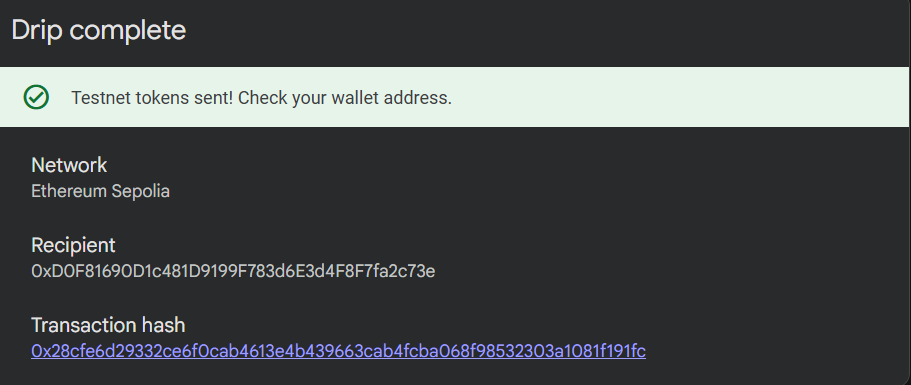 Drip complete
Testnet tokens sent! Check your wallet address.
Network
Ethereum Sepolia
Recipient
0xD0F81690D1c481D9199F783d6E3d4F8F7fa2c73e
Transaction hash
0x28cfe6d29332ce6f0cab4613e4b439663cab4fcba068f98532303a1081f191fc